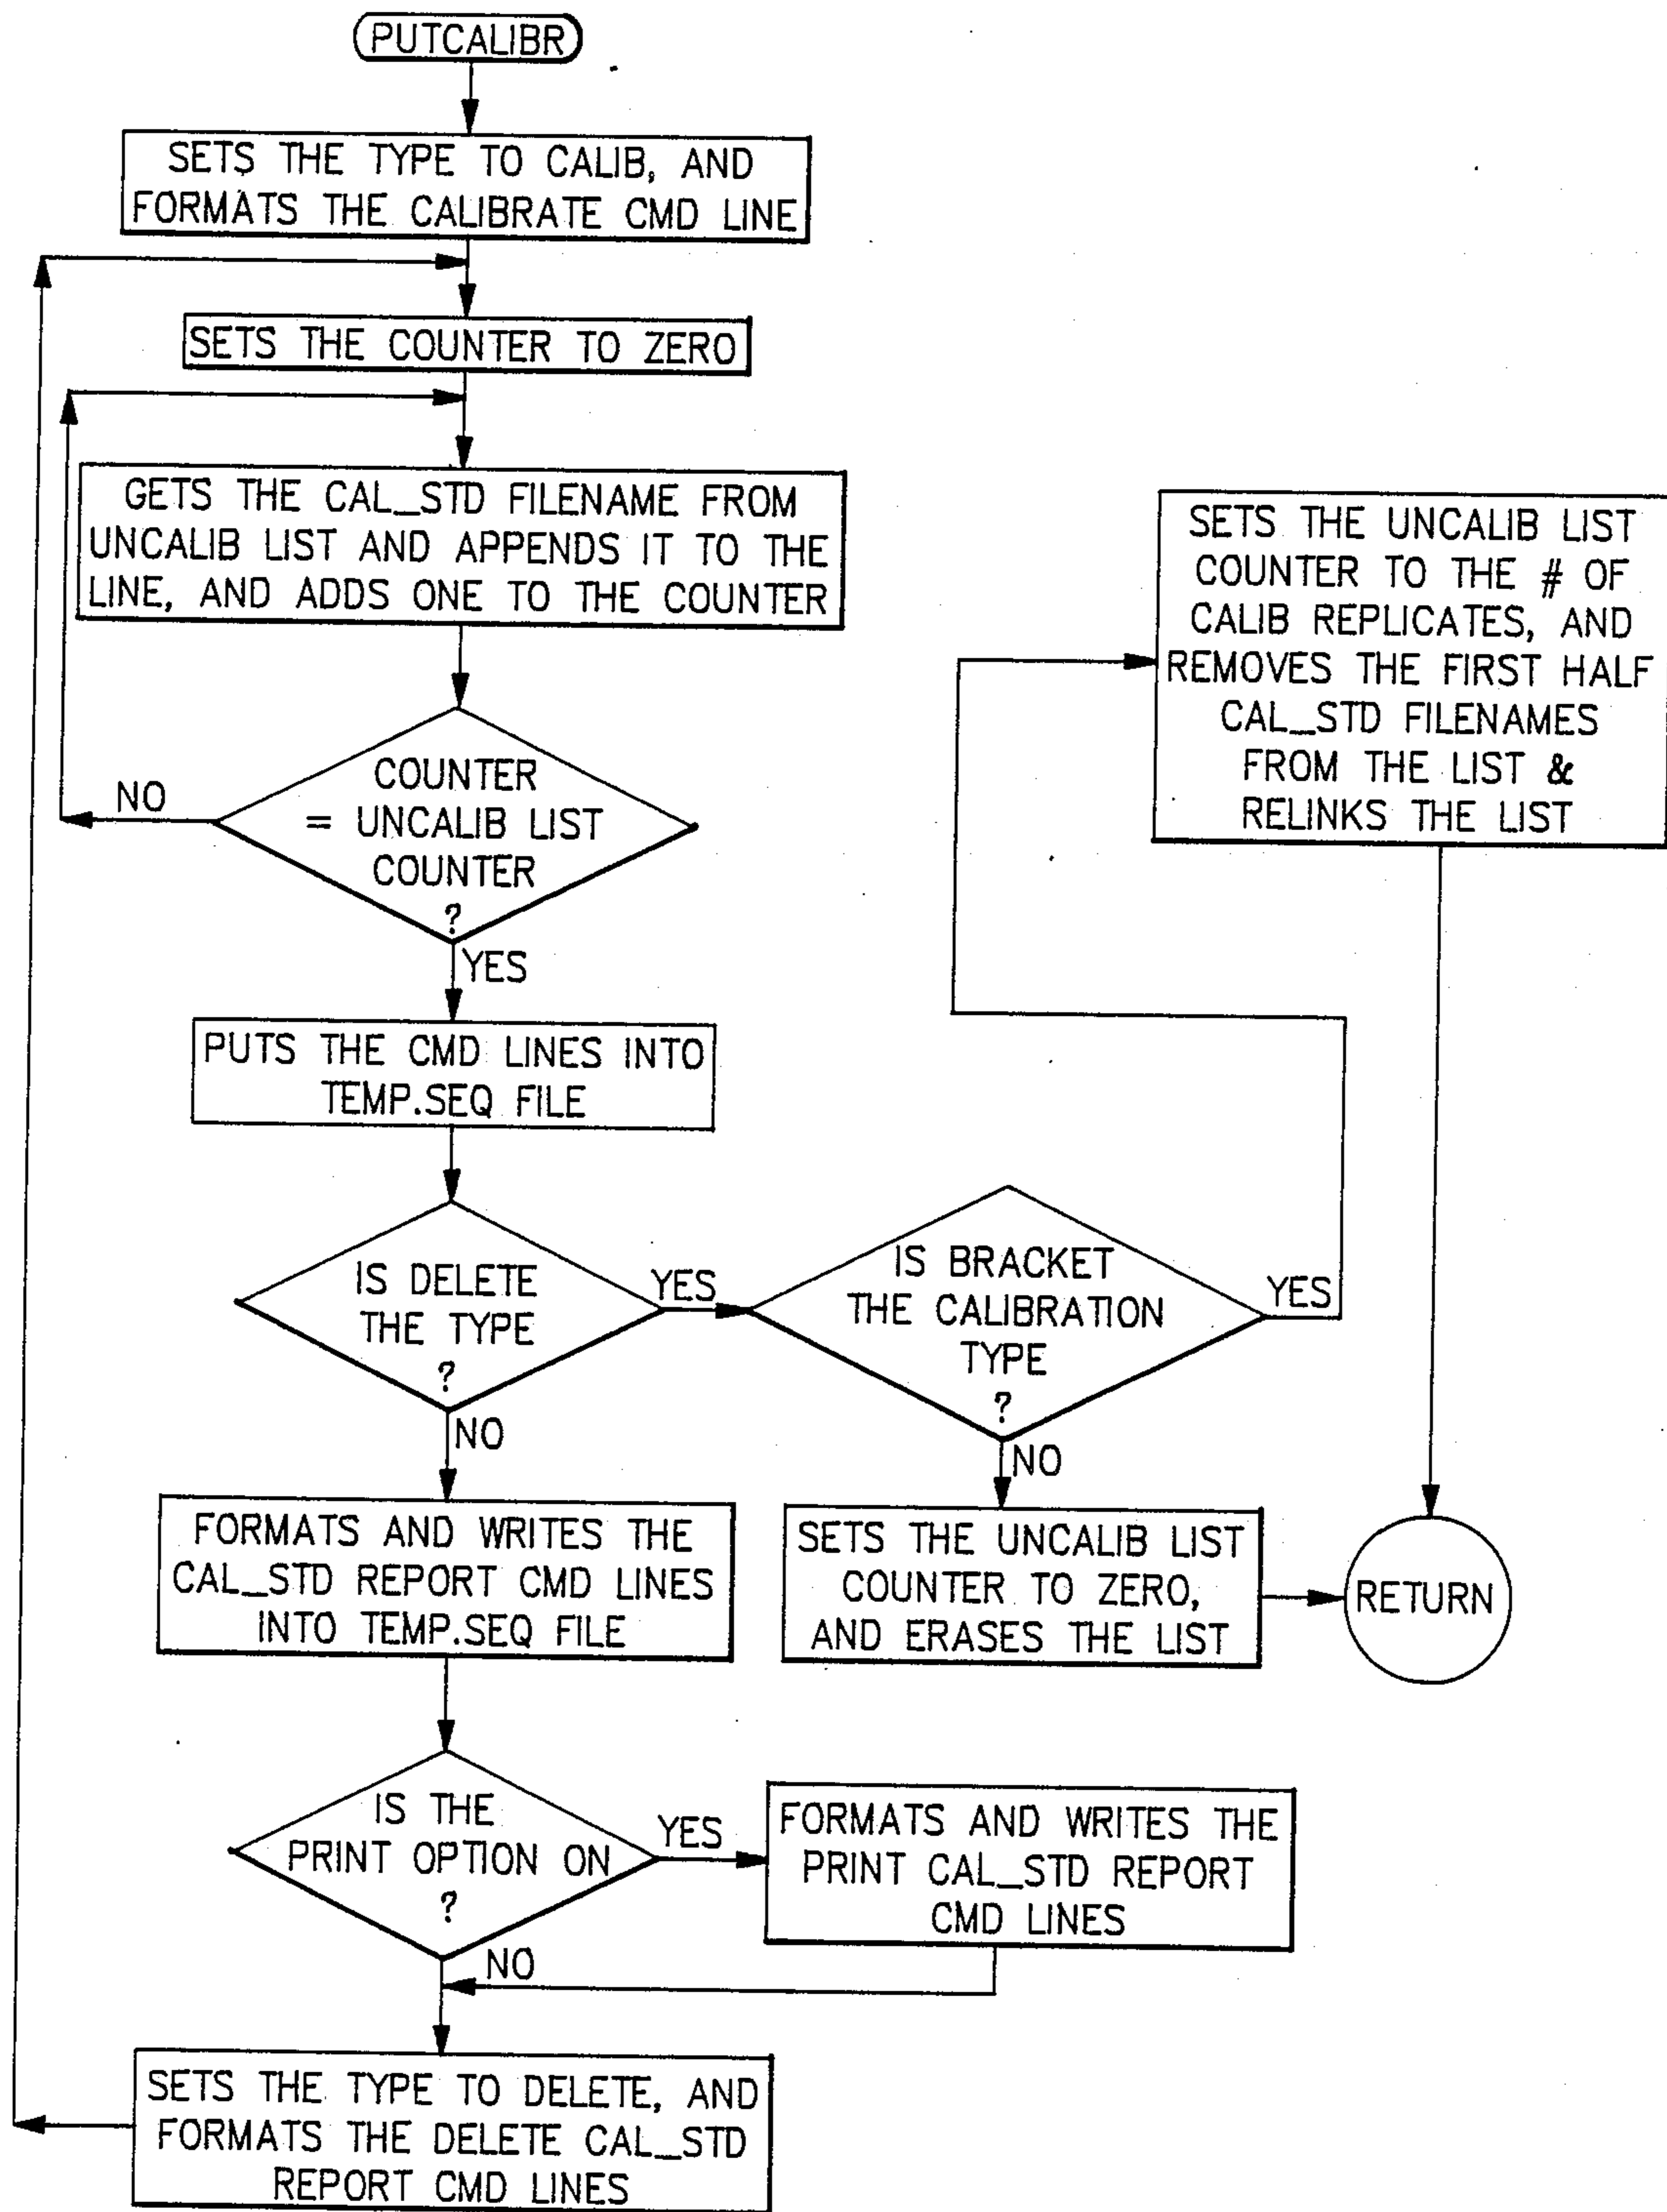 PUTCALIBR
SETS THE TYPE TO CALIB, AND
FORMATS THE CALIBRATE CMD LINE
SETS THE COUNTER TO ZERO
GETS THE CAL_STD FILENAME FROM
UNCALIB LIST AND APPENDS IT TO THE
LINE, AND ADDS ONE TO THE COUNTER
COUNTER
= UNCALIB LIST
COUNTER
?
NO
YES
PUTS THE CMD LINES INTO
TEMP.SEQ FILE
IS DELETE
THE TYPE
?
YES
NO
IS BRACKET
THE CALIBRATION
TYPE
?
YES
NO
SETS THE UNCALIB LIST
COUNTER TO THE # OF
CALIB REPLICATES, AND
REMOVES THE FIRST HALF
CAL_STD FILENAMES
FROM THE LIST &
RELINKS THE LIST
FORMATS AND WRITES THE
CAL_STD REPORT CMD LINES
INTO TEMP.SEQ FILE
SETS THE UNCALIB LIST
COUNTER TO ZERO,
AND ERASES THE LIST
RETURN
IS THE
PRINT OPTION ON
?
YES
NO
FORMATS AND WRITES THE
PRINT CAL_STD REPORT
CMD LINES
SETS THE TYPE TO DELETE, AND
FORMATS THE DELETE CAL_STD
REPORT CMD LINES